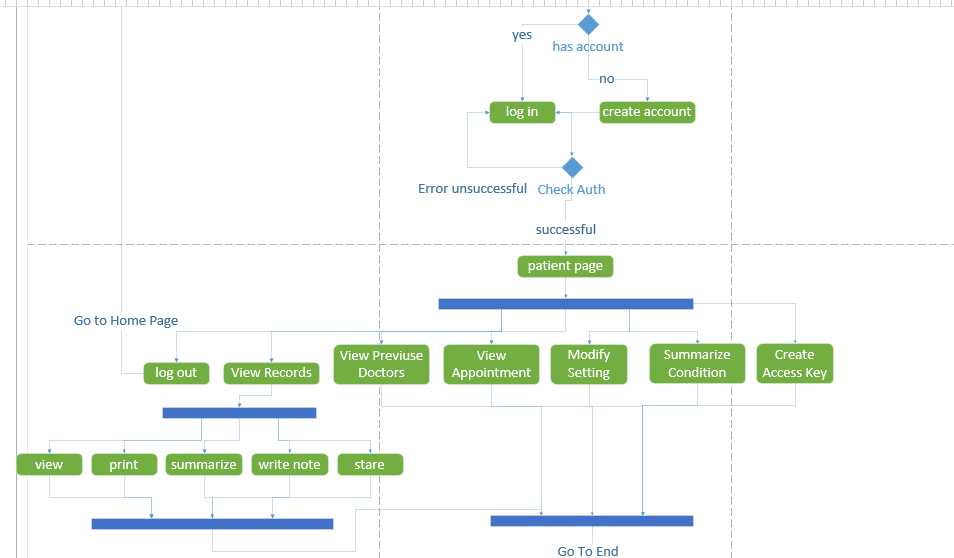 yes
has account
no
log in
create account
Error unsuccessful
Check Auth
successful
patient page
Go to Home Page
log out
View Records
View Previuse
Doctors
View
Appointment
Modify
Setting
Summarize
Condition
Create
Access Key
view
print
summarize
write note
stare
Go To End